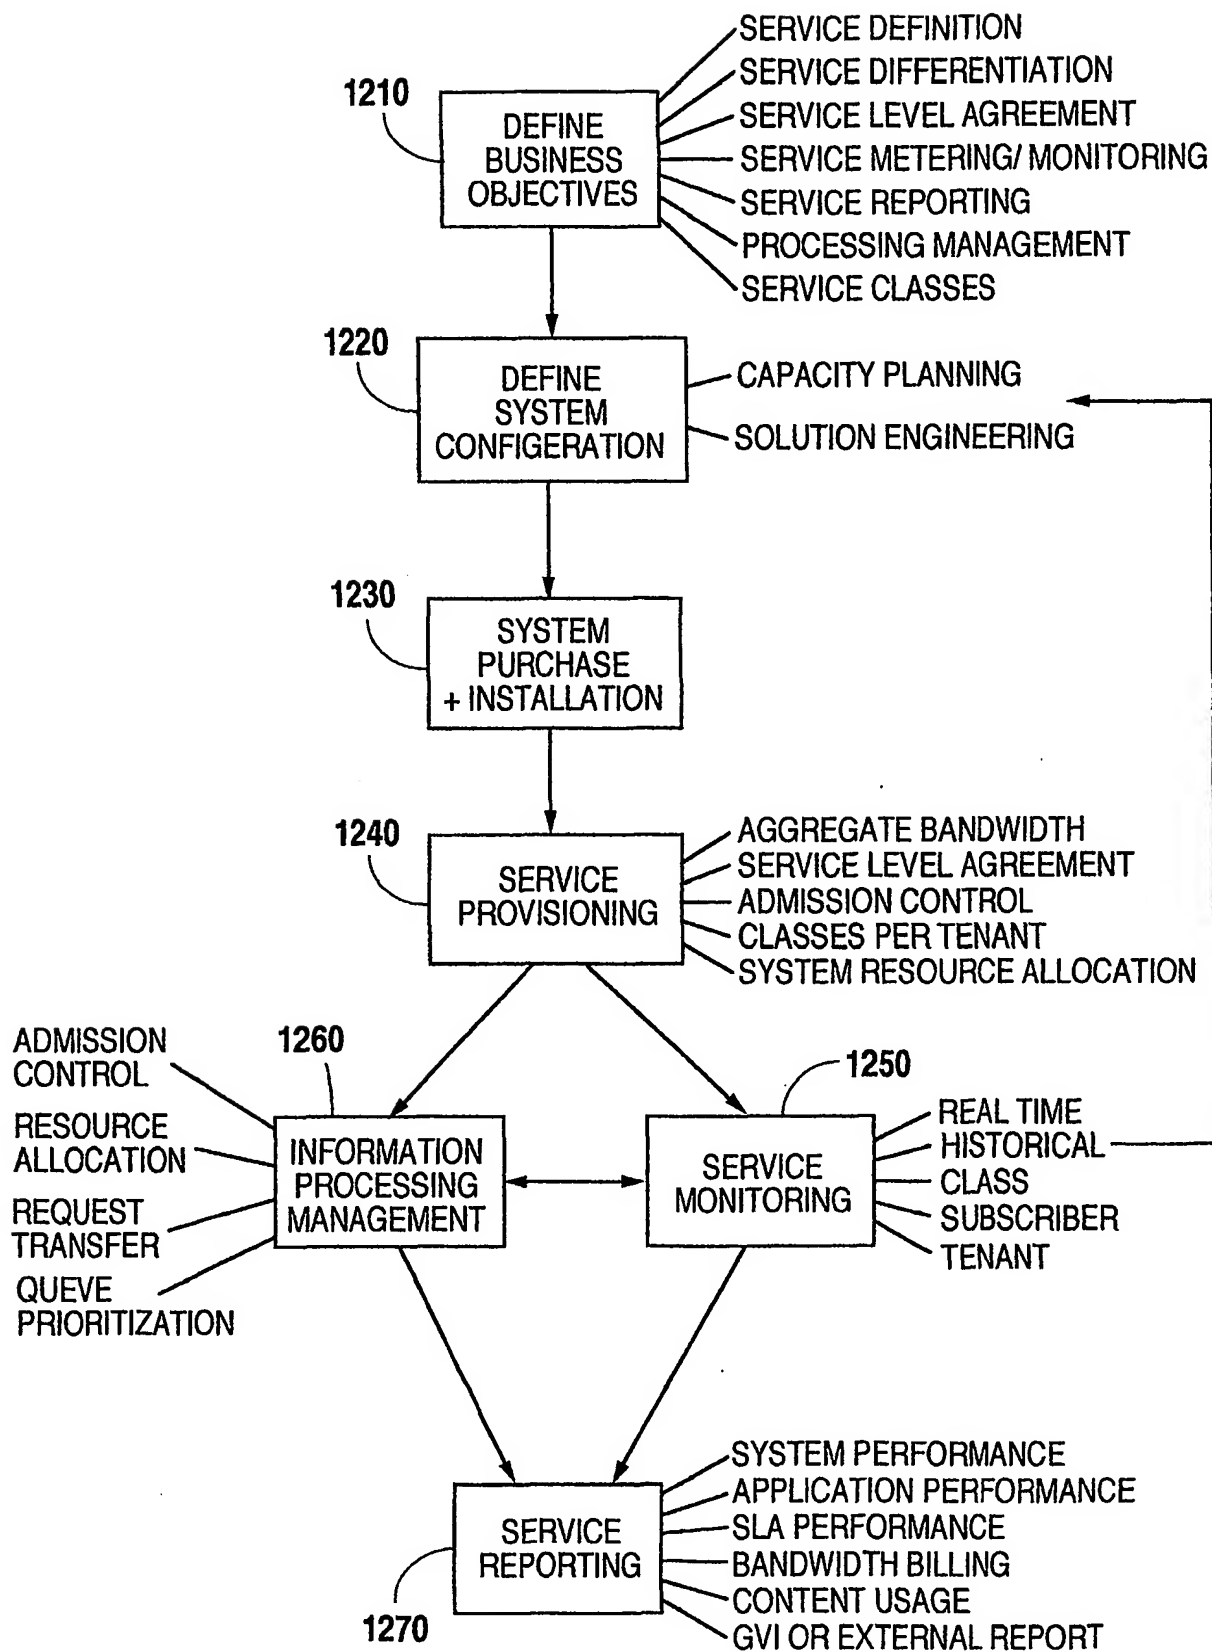 SERVICE DEFINITION
SERVICE DIFFERENTIATION
SERVICE LEVEL AGREEMENT
SERVICE METERING/ MONITORING
SERVICE REPORTING
PROCESSING MANAGEMENT
SERVICE CLASSES
1210
DEFINE
BUSINESS
OBJECTIVES
1220
DEFINE
SYSTEM
CONFIGERATION
CAPACITY PLANNING
SOLUTION ENGINEERING
1230
SYSTEM
PURCHASE
+ INSTALLATION
1240
SERVICE
PROVISIONING
AGGREGATE BANDWIDTH
SERVICE LEVEL AGREEMENT
ADMISSION CONTROL
CLASSES PER TENANT
SYSTEM RESOURCE ALLOCATION
ADMISSION
CONTROL
RESOURCE
ALLOCATION
REQUEST
TRANSFER
QUEVE
PRIORITIZATION
1260
INFORMATION
PROCESSING
MANAGEMENT
1250
SERVICE
MONITORING
REAL TIME
HISTORICAL
CLASS
SUBSCRIBER
TENANT
SERVICE
REPORTING
1270
SYSTEM PERFORMANCE
APPLICATION PERFORMANCE
SLA PERFORMANCE
BANDWIDTH BILLING
CONTENT USAGE
GVI OR EXTERNAL REPORT